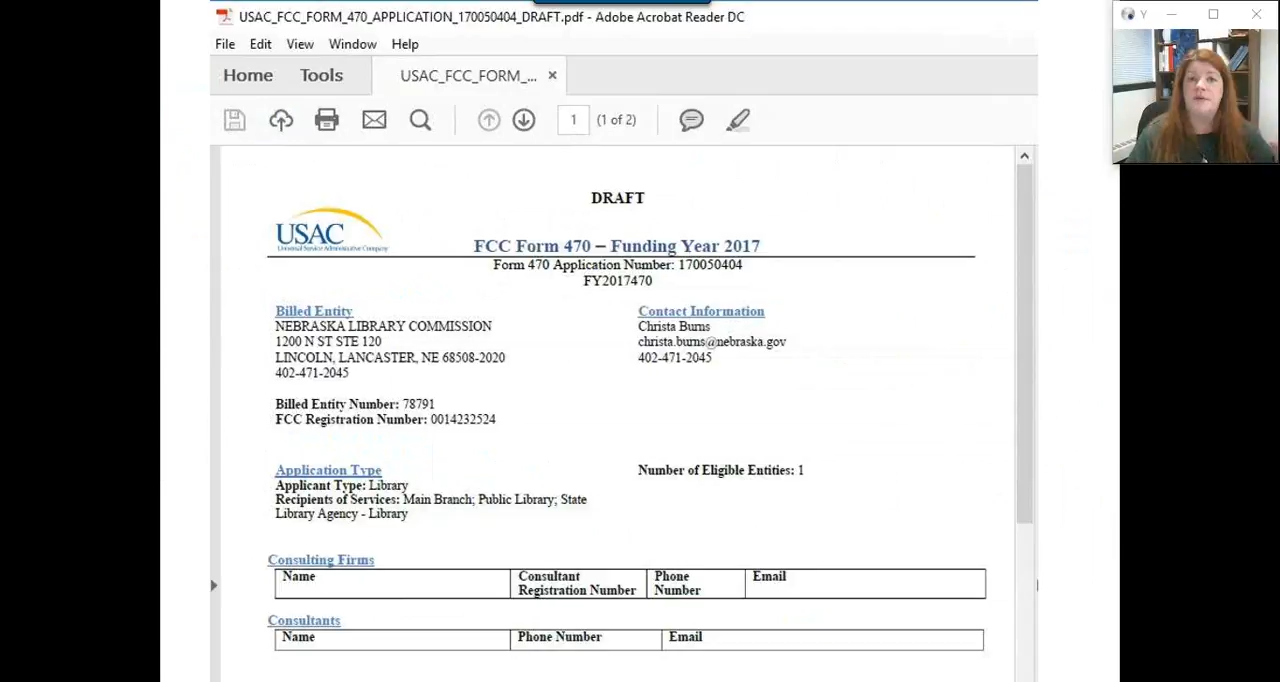 USAC_FCC_FORM_470_APPLICATION_170050404_DRAFT.pdf - Adobe Acrobat Reader DC
Y
File Edit View Window Help
Home Tools USAC_FCC_FORM_... ×
1 (1 of 2)
DRAFT
USAC
Universal Service Administrative Company
FCC Form 470 – Funding Year 2017
Form 470 Application Number: 170050404
FY2017470
Billed Entity
NEBRASKA LIBRARY COMMISSION
1200 N ST STE 120
LINCOLN, LANCASTER, NE 68508-2020
402-471-2045
Contact Information
Christa Burns
christa.burns@nebraska.gov
402-471-2045
Billed Entity Number: 78791
FCC Registration Number: 0014232524
Application Type
Applicant Type: Library
Recipients of Services: Main Branch; Public Library; State
Library Agency - Library
Number of Eligible Entities: 1
Consulting Firms
Name Consultant Registration Number Phone Number Email
Consultants
Name Phone Number Email